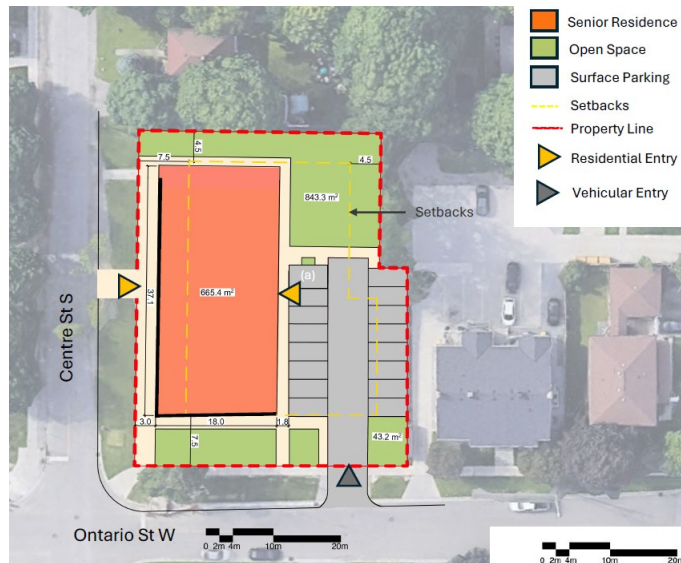 Senior Residence
Open Space
Surface Parking
Setbacks
Property Line
Residential Entry
Vehicular Entry
4.5
7.5
4.5
843.3 m²
Setbacks
(a)
665.4 m²
37.1
Centre St S
3.0
18.0
1.8
7.5
43.2 m²
Ontario St W
0 2m 4m 10m 20m
0 2m 4m 10m 20m